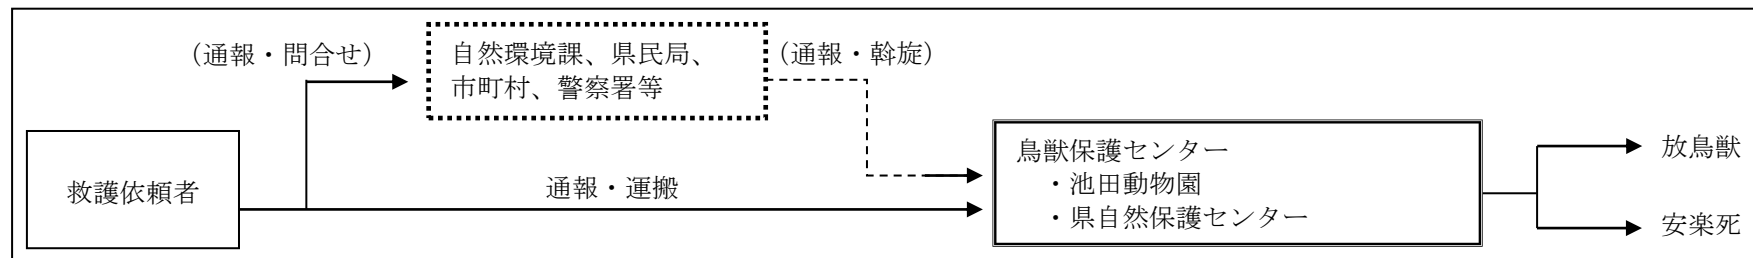 （通報・問合せ）
自然環境課、県民局、
市町村、警察署等
（通報・斡旋）
救護依頼者
通報・運搬
鳥獣保護センター
・池田動物園
・県自然保護センター
放鳥獣
安楽死